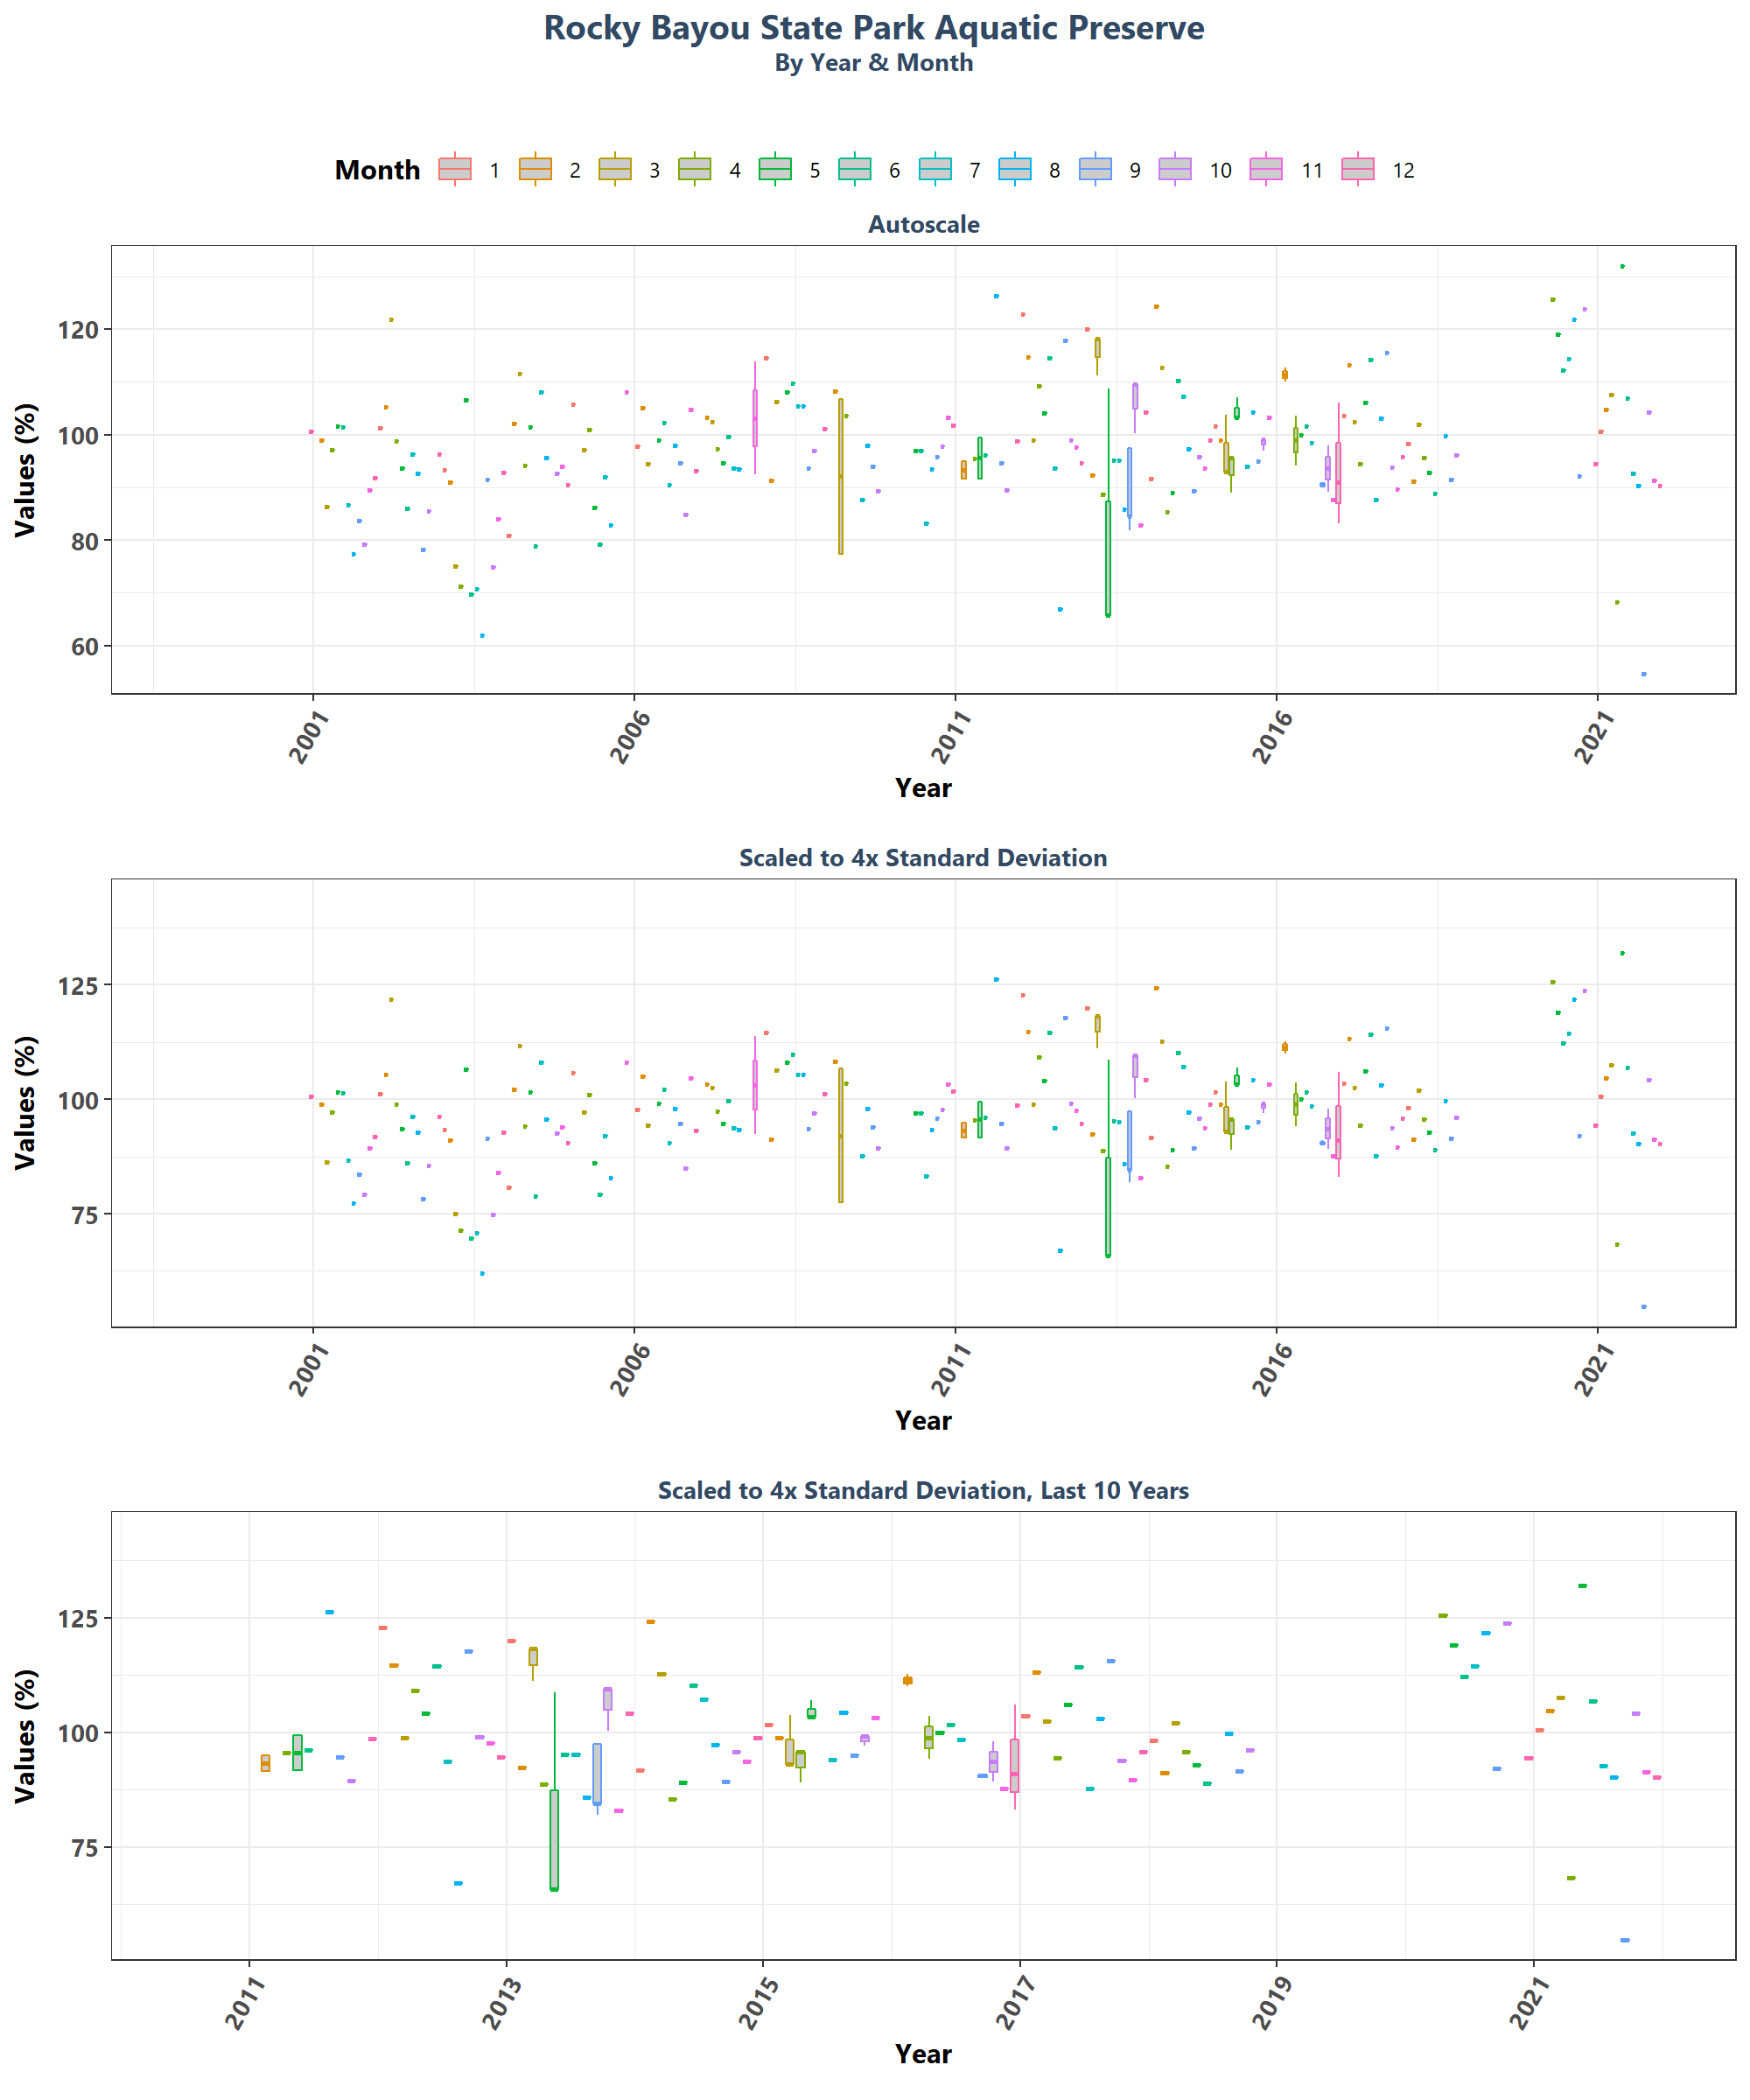 Rocky Bayou State Park Aquatic Preserve
By Year & Month
Month 1 2 3 4 5 6 7 8 9 10 11 12
Autoscale
Values (%)
120
100
80
60
2001 2006 2011 2016 2021
Year
Scaled to 4x Standard Deviation
Values (%)
125
100
75
2001 2006 2011 2016 2021
Year
Scaled to 4x Standard Deviation, Last 10 Years
Values (%)
125
100
75
2011 2013 2015 2017 2019 2021
Year